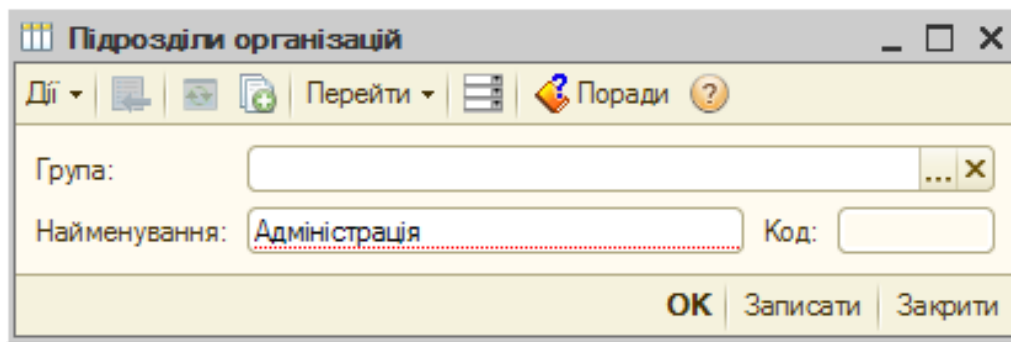 Підрозділи організацій
Дії Перейти Поради
Група:
Найменування: Адміністрація Код:
OK Записати Закрити